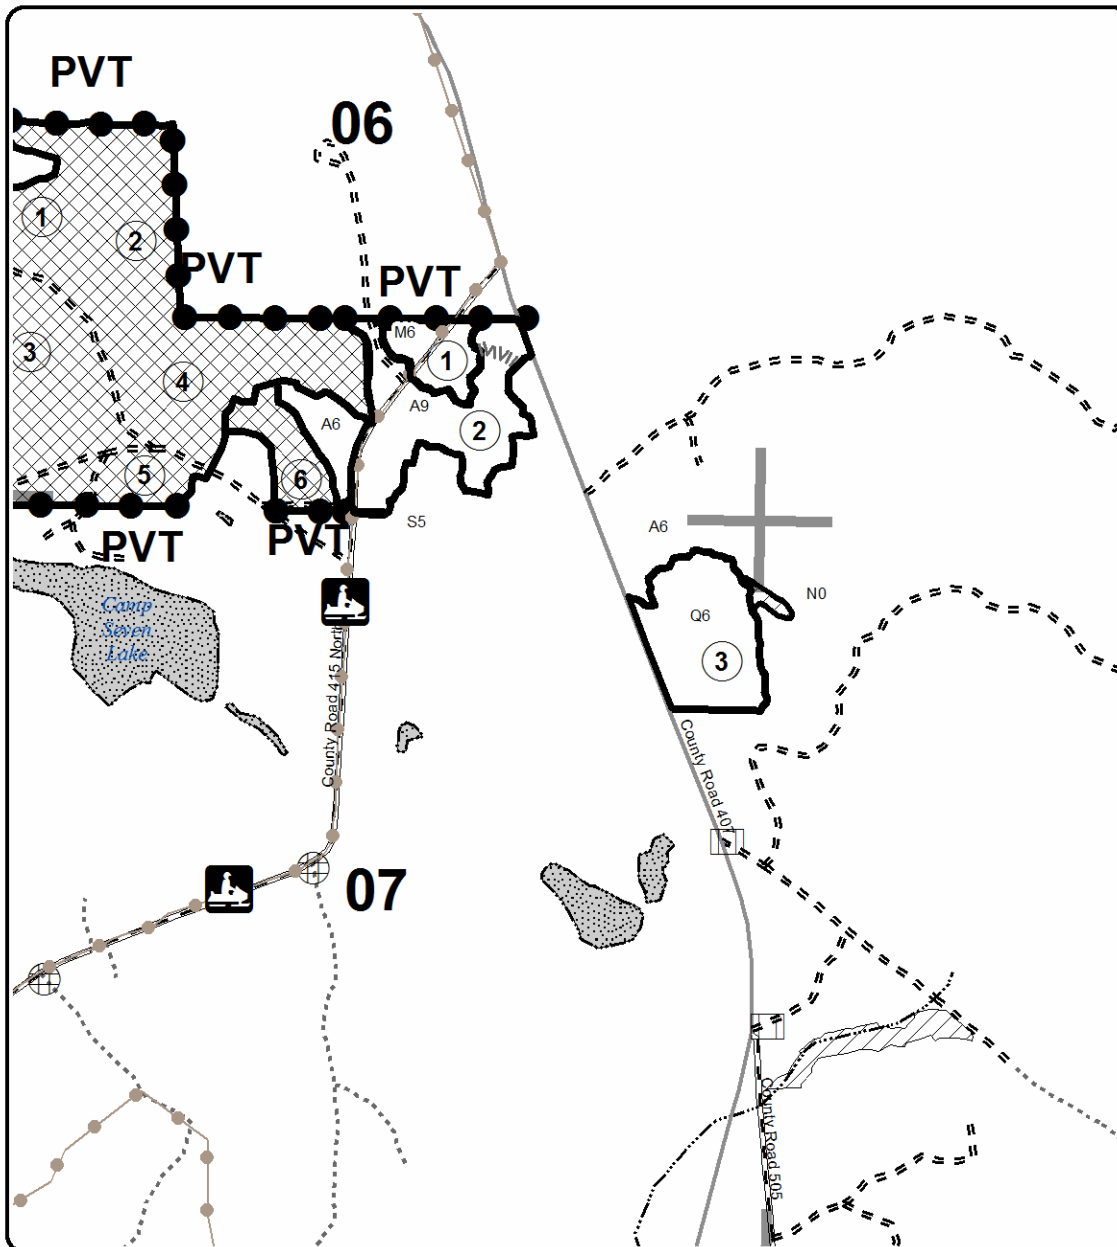 PVT
06
1
2
PVT
PVT
M6
3
1
4
A9
A6
2
5
6
S5
PVT
PVT
A6
Camp
Seven
Lake
N0
Q6
3
County Road 415 North
County Road 407
07
County Road 505